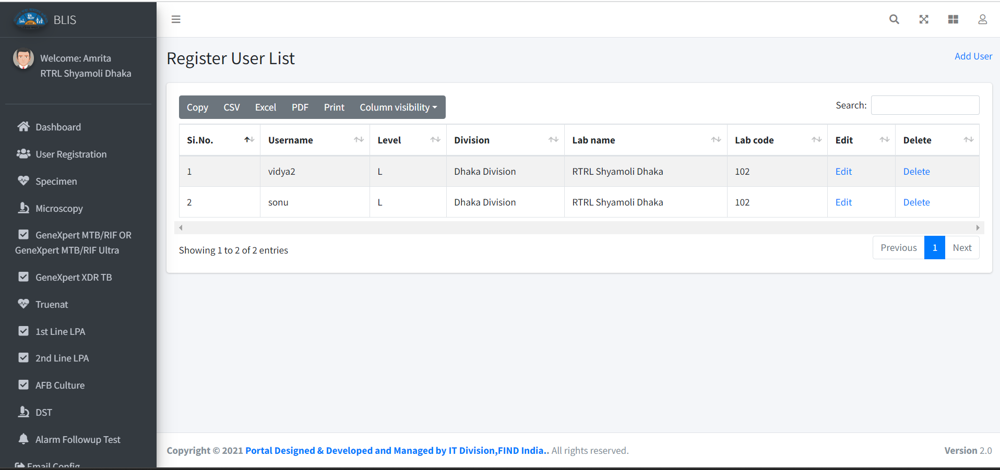 BLIS
Welcome: Amrita
RTRL Shyamoli Dhaka
Dashboard
User Registration
Specimen
Microscopy
GeneXpert MTB/RIF OR
GeneXpert MTB/RIF Ultra
GeneXpert XDR TB
Truenat
1st Line LPA
2nd Line LPA
AFB Culture
DST
Alarm Followup Test
Email Config
Register User List
Add User
Copy CSV Excel PDF Print Column visibility
Search:
Si.No. Username Level Division Lab name Lab code Edit Delete
1 vidya2 L Dhaka Division RTRL Shyamoli Dhaka 102 Edit Delete
2 sonu L Dhaka Division RTRL Shyamoli Dhaka 102 Edit Delete
Showing 1 to 2 of 2 entries
Previous 1 Next
Copyright © 2021 Portal Designed & Developed and Managed by IT Division,FIND India.. All rights reserved.
Version 2.0